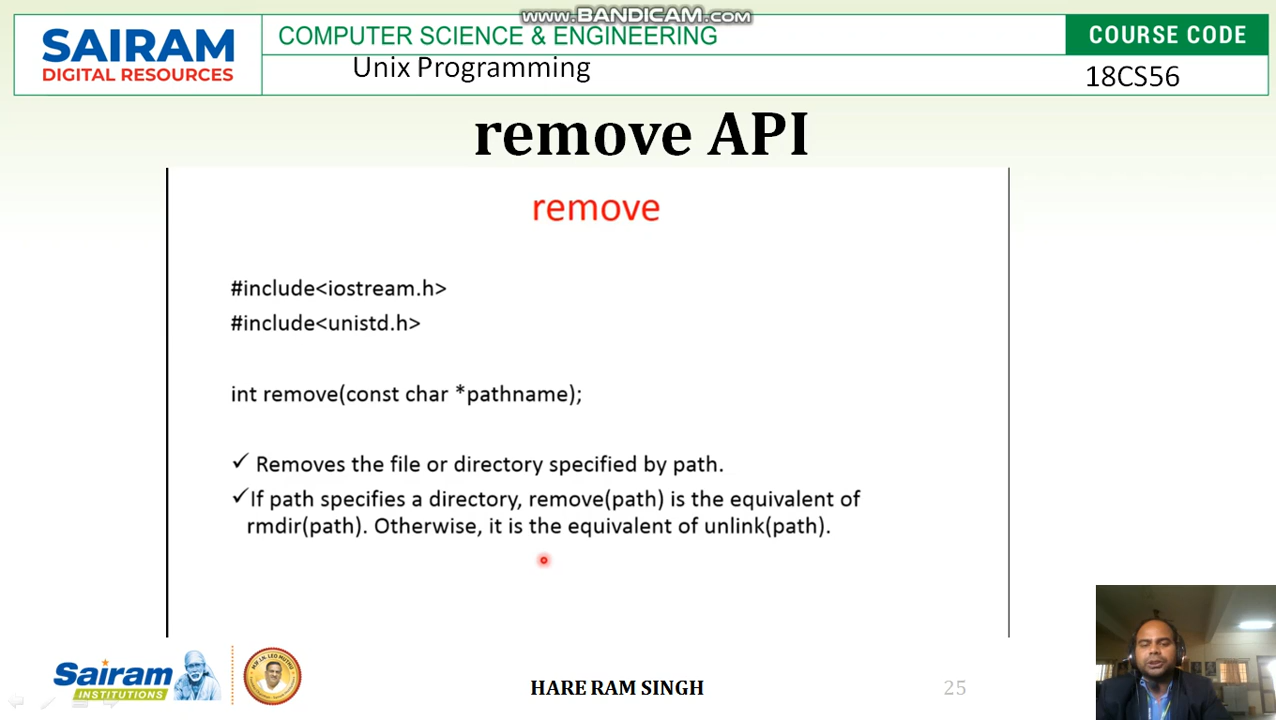 www.BANDICAM.com
SAIRAM
DIGITAL RESOURCES
COMPUTER SCIENCE & ENGINEERING
COURSE CODE
Unix Programming
18CS56
remove API
remove
#include<iostream.h>
#include<unistd.h>
int remove(const char *pathname);
✓ Removes the file or directory specified by path.
✓If path specifies a directory, remove(path) is the equivalent of
rmdir(path). Otherwise, it is the equivalent of unlink(path).
Sairam
INSTITUTIONS
HARE RAM SINGH
25